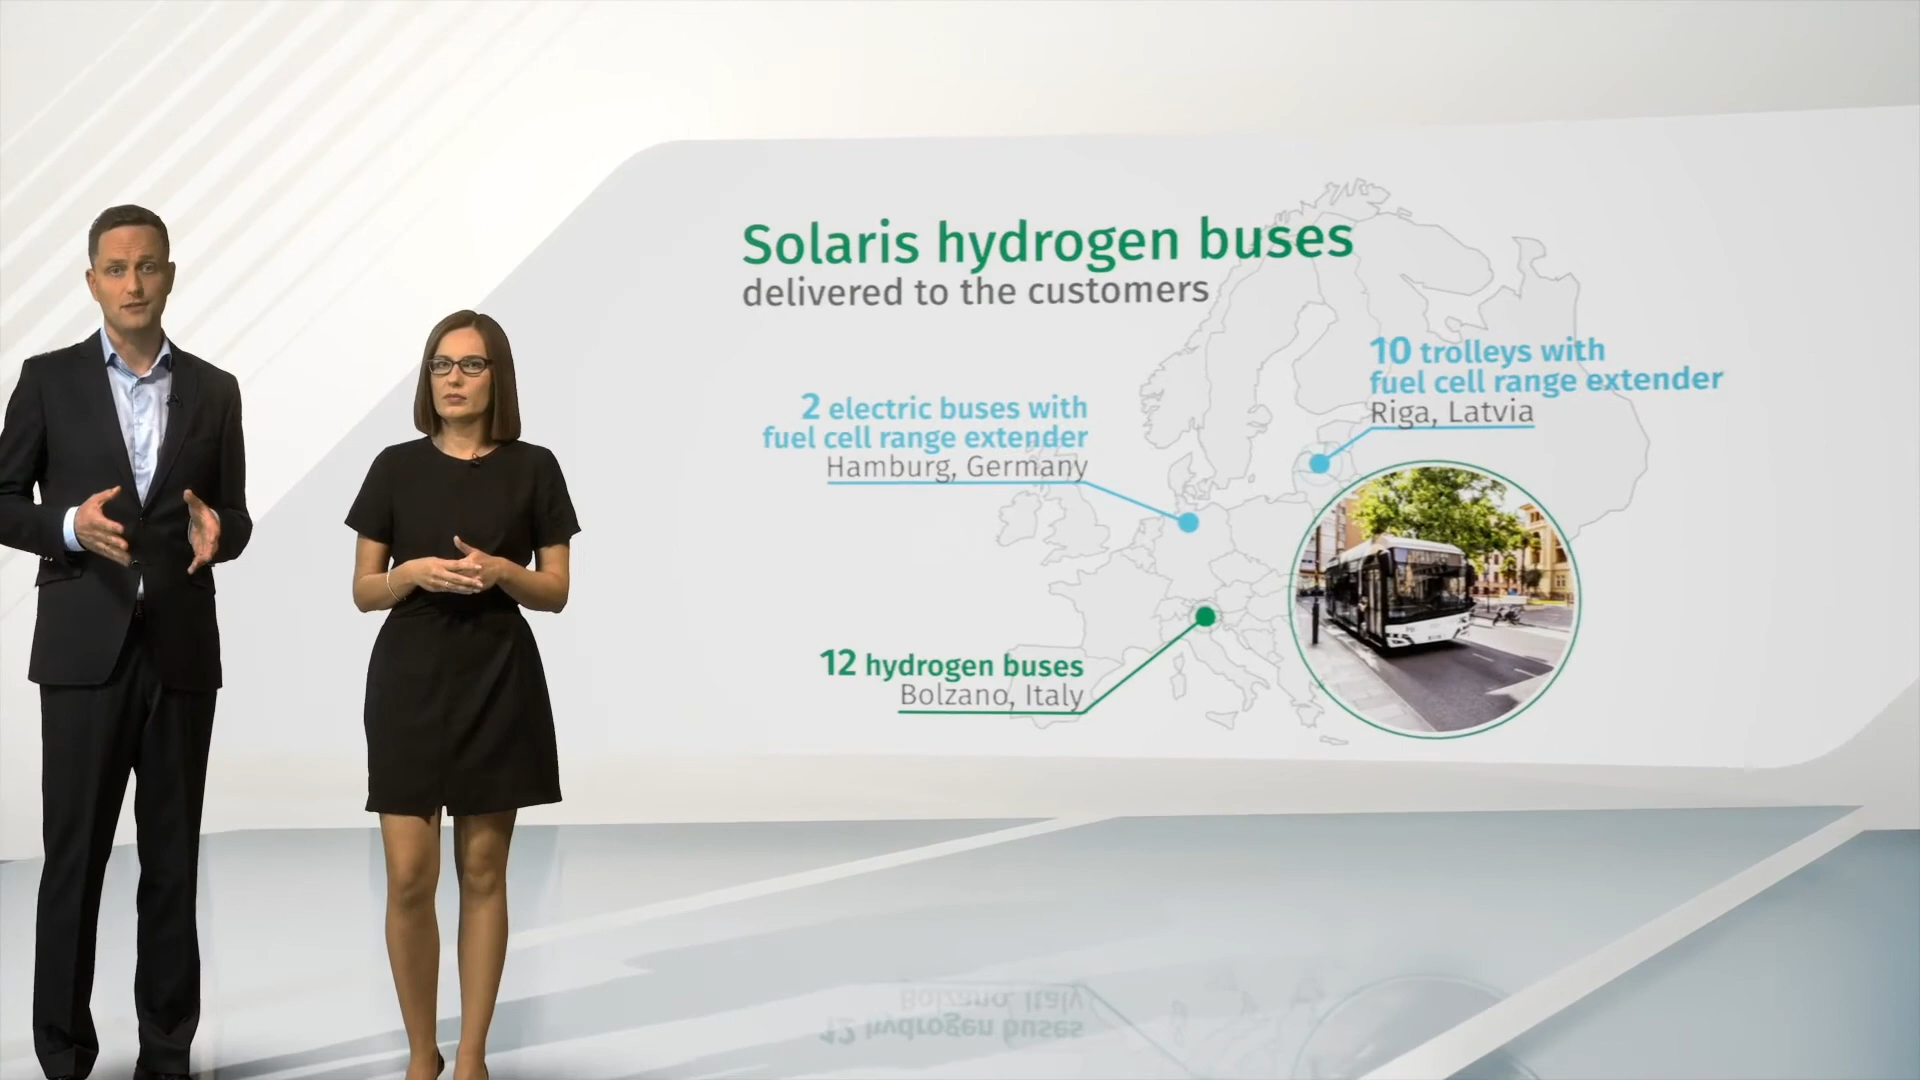 Solaris hydrogen buses
delivered to the customers
10 trolleys with
fuel cell range extender
Riga, Latvia
2 electric buses with
fuel cell range extender
Hamburg, Germany
12 hydrogen buses
Bolzano, Italy